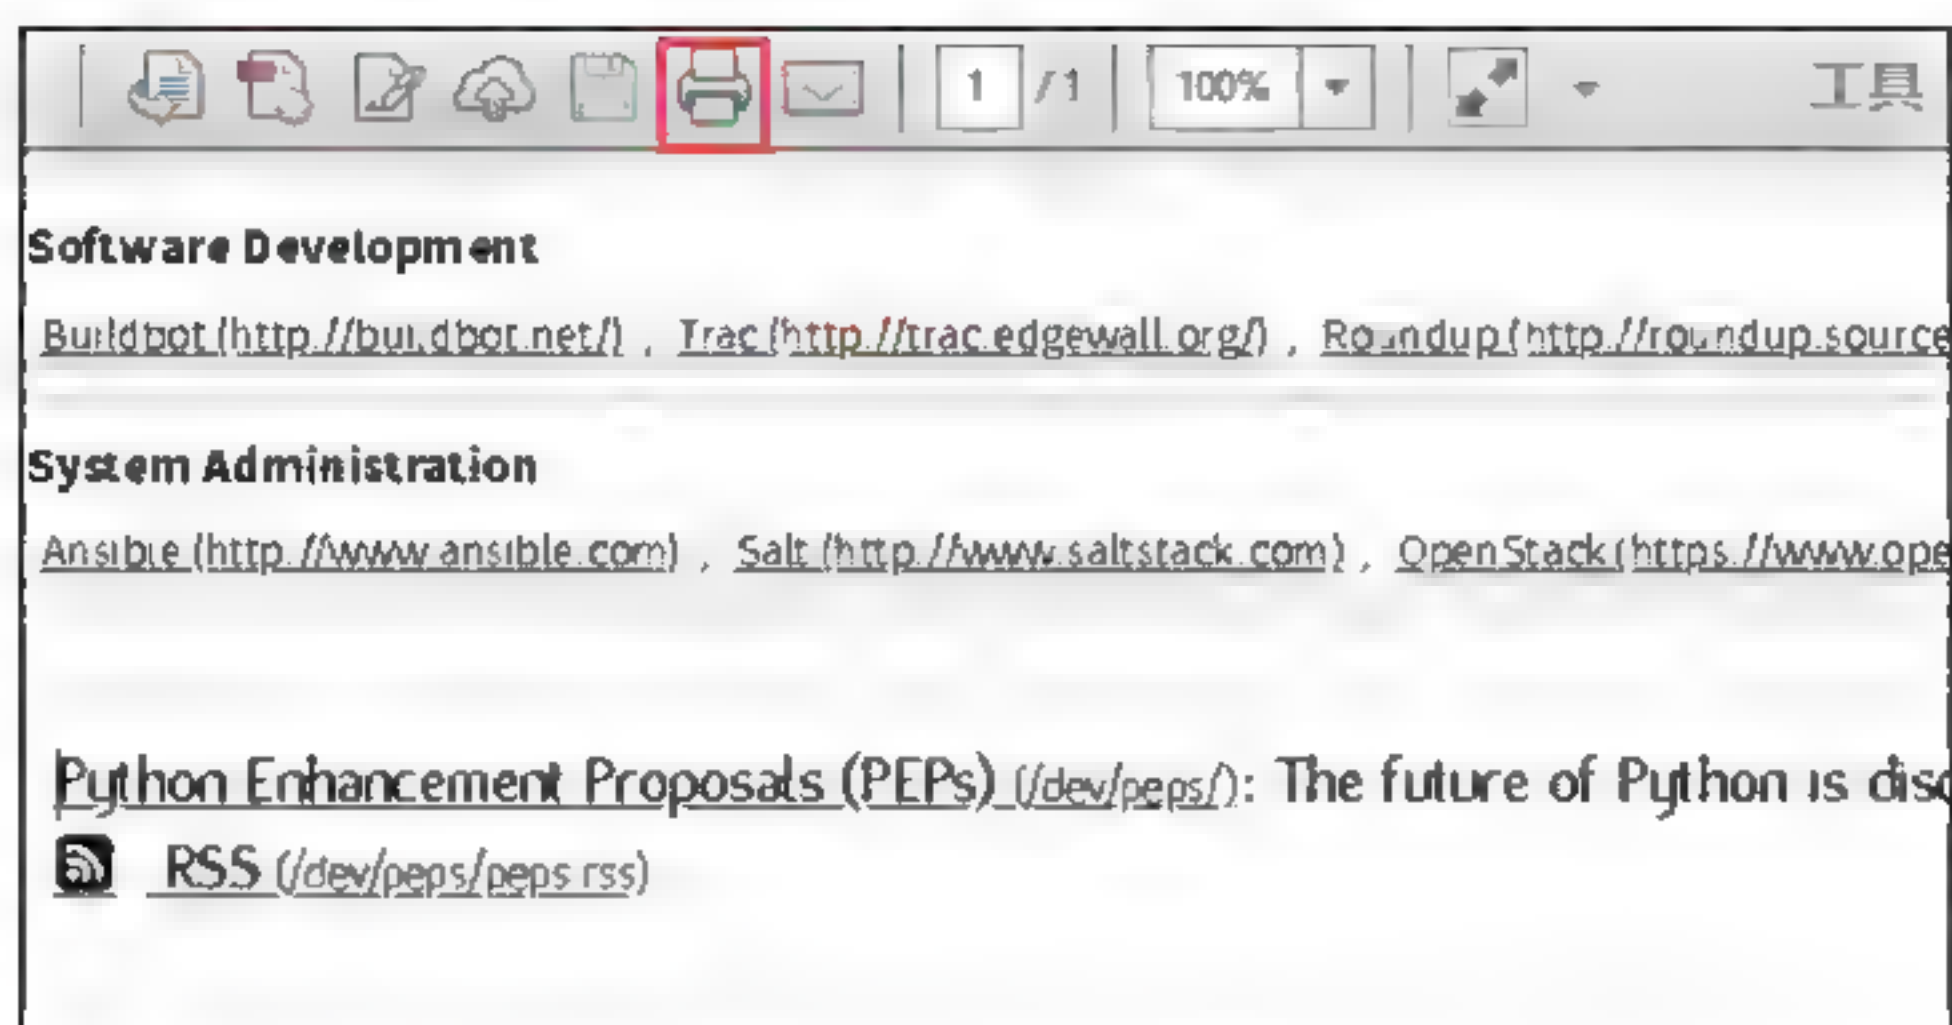 1 / 1 100% 工具
Software Development
Buildbot (http://buildbot.net/) , Trac (http://trac.edgewall.org/) , Roundup (http://roundup.source
System Administration
Ansible (http://www.ansible.com) , Salt (http://www.saltstack.com) , OpenStack (https://www.ope
Python Enhancement Proposals (PEPs) (/dev/peps/): The future of Python is disc
RSS (/dev/peps/peps.rss)